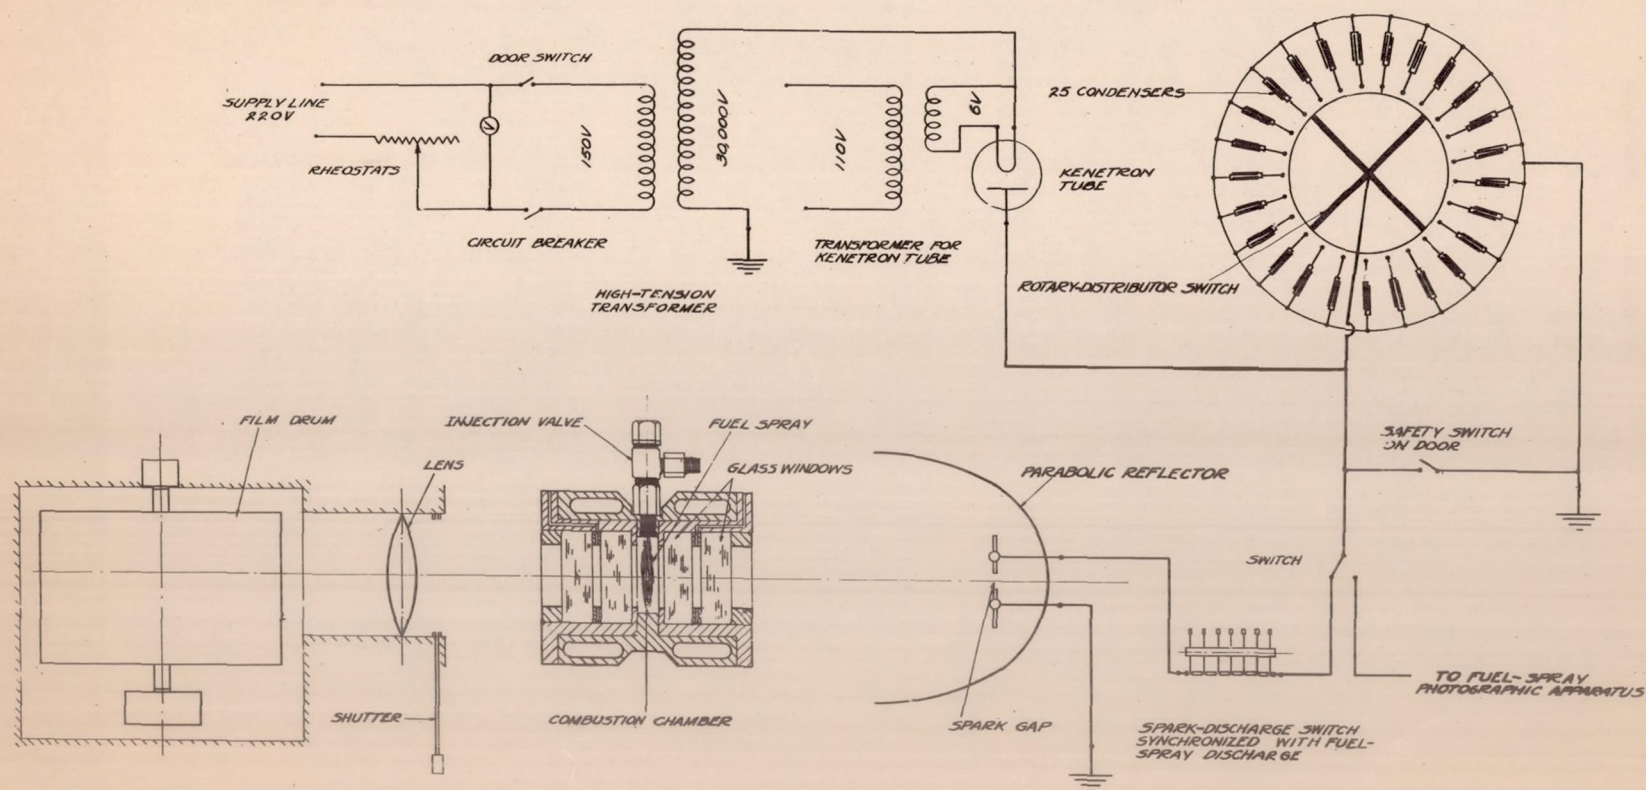 DOOR SWITCH
SUPPLY LINE
220V
RHEOSTATS
CIRCUIT BREAKER
150V
30,000V
HIGH-TENSION
TRANSFORMER
110V
TRANSFORMER FOR
KENETRON TUBE
KENETRON
TUBE
25 CONDENSERS
ROTARY-DISTRIBUTOR SWITCH
FILM DRUM
LENS
SHUTTER
INJECTION VALVE
FUEL SPRAY
GLASS WINDOWS
COMBUSTION CHAMBER
PARABOLIC REFLECTOR
SPARK GAP
SAFETY SWITCH
ON DOOR
SWITCH
TO FUEL-SPRAY
PHOTOGRAPHIC APPARATUS
SPARK-DISCHARGE SWITCH
SYNCHRONIZED WITH FUEL-
SPRAY DISCHARGE